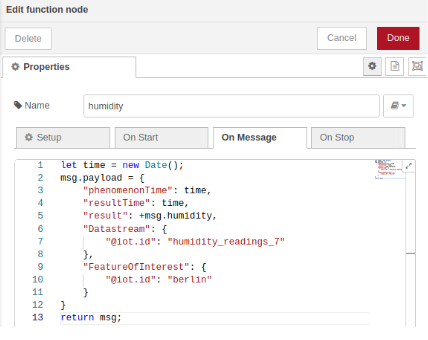 Edit function node
Delete
Cancel
Done
Properties
Name
humidity
Setup
On Start
On Message
On Stop
1 let time = new Date();
2 msg.payload = {
3     "phenomenonTime": time,
4     "resultTime": time,
5     "result": +msg.humidity,
6     "Datastream": {
7         "@iot.id": "humidity_readings_7"
8     },
9     "FeatureOfInterest": {
10         "@iot.id": "berlin"
11     }
12 }
13 return msg;